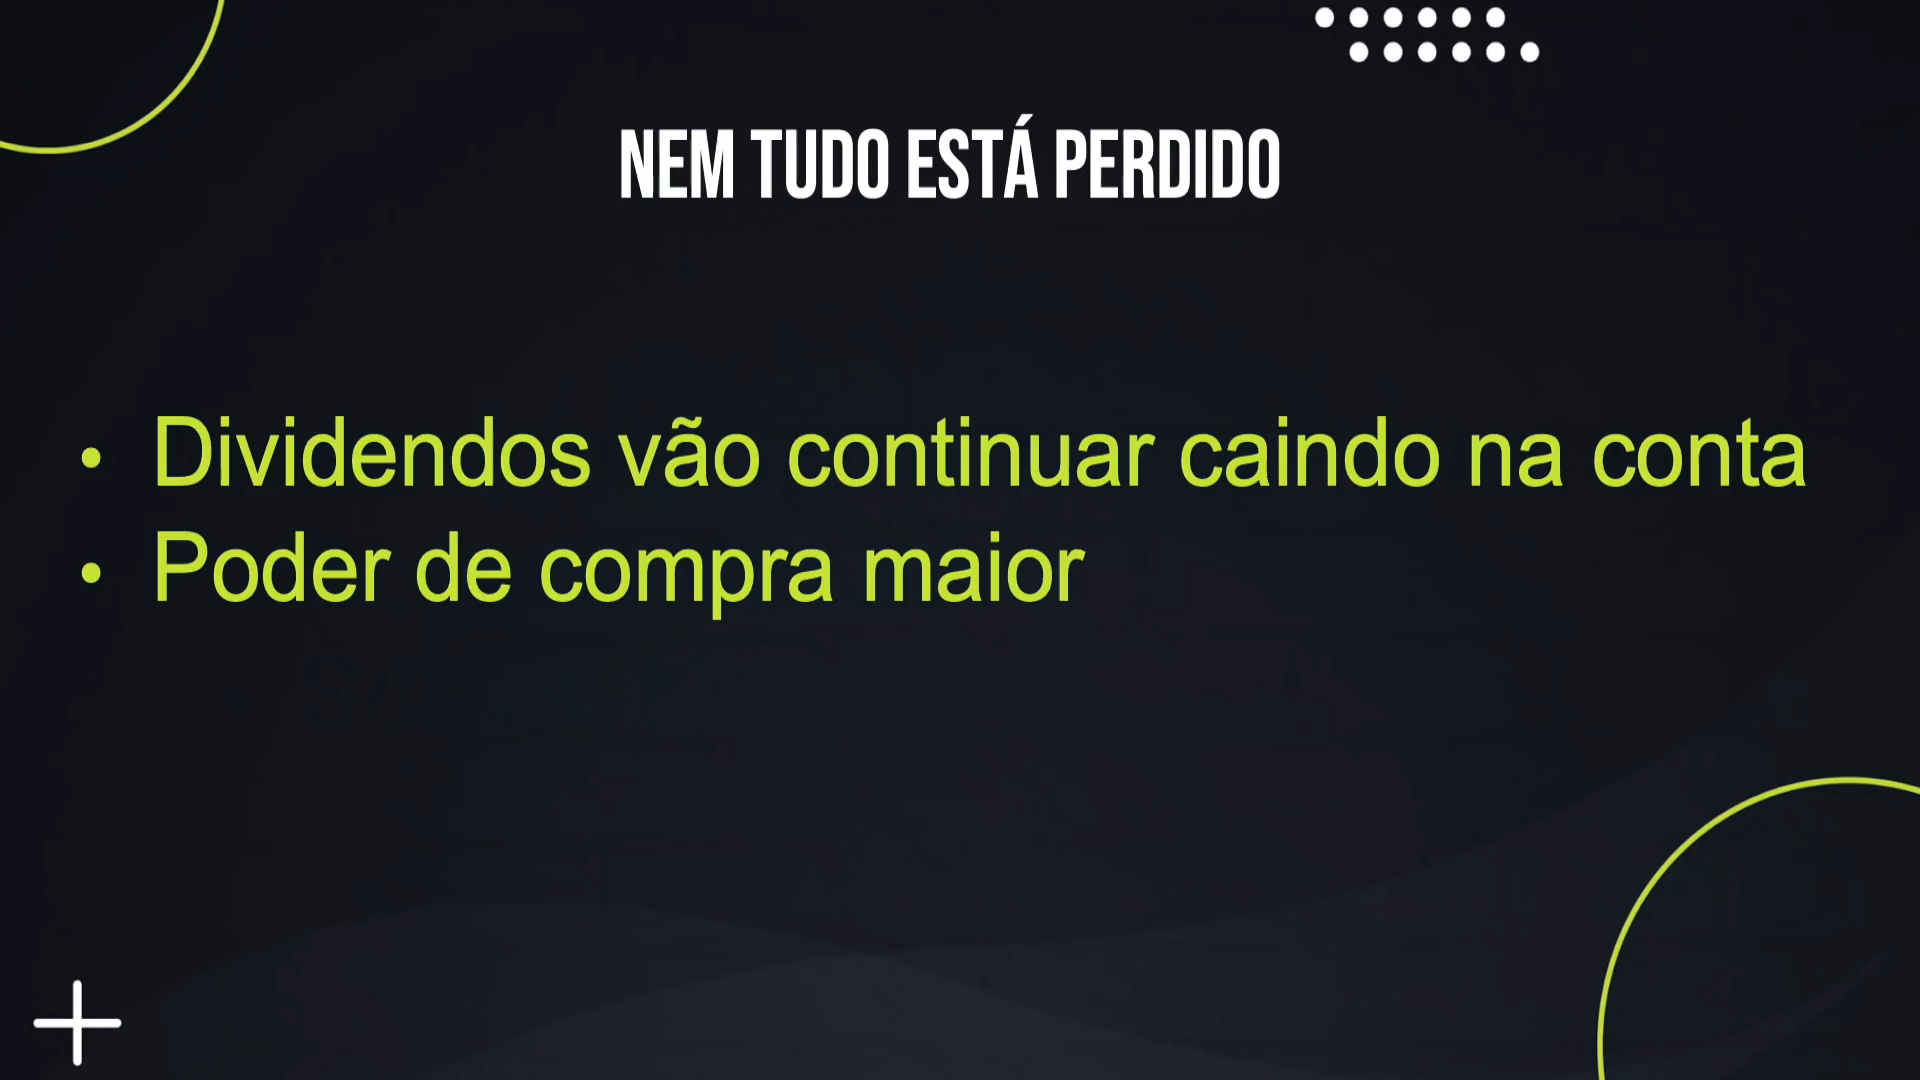 NEM TUDO ESTÁ PERDIDO
• Dividendos vão continuar caindo na conta
• Poder de compra maior